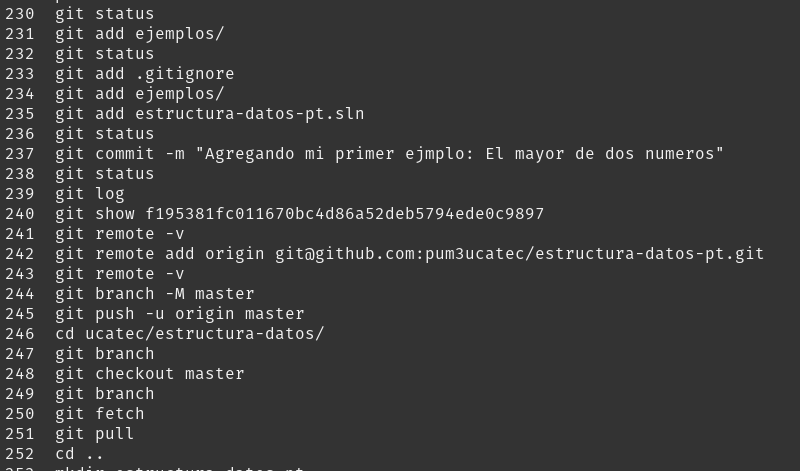 230 git status
231 git add ejemplos/
232 git status
233 git add .gitignore
234 git add ejemplos/
235 git add estructura-datos-pt.sln
236 git status
237 git commit -m "Agregando mi primer ejmplo: El mayor de dos numeros"
238 git status
239 git log
240 git show f195381fc011670bc4d86a52deb5794ede0c9897
241 git remote -v
242 git remote add origin git@github.com:pum3ucatec/estructura-datos-pt.git
243 git remote -v
244 git branch -M master
245 git push -u origin master
246 cd ucatec/estructura-datos/
247 git branch
248 git checkout master
249 git branch
250 git fetch
251 git pull
252 cd ..
253 mkdir estructura-datos-pt